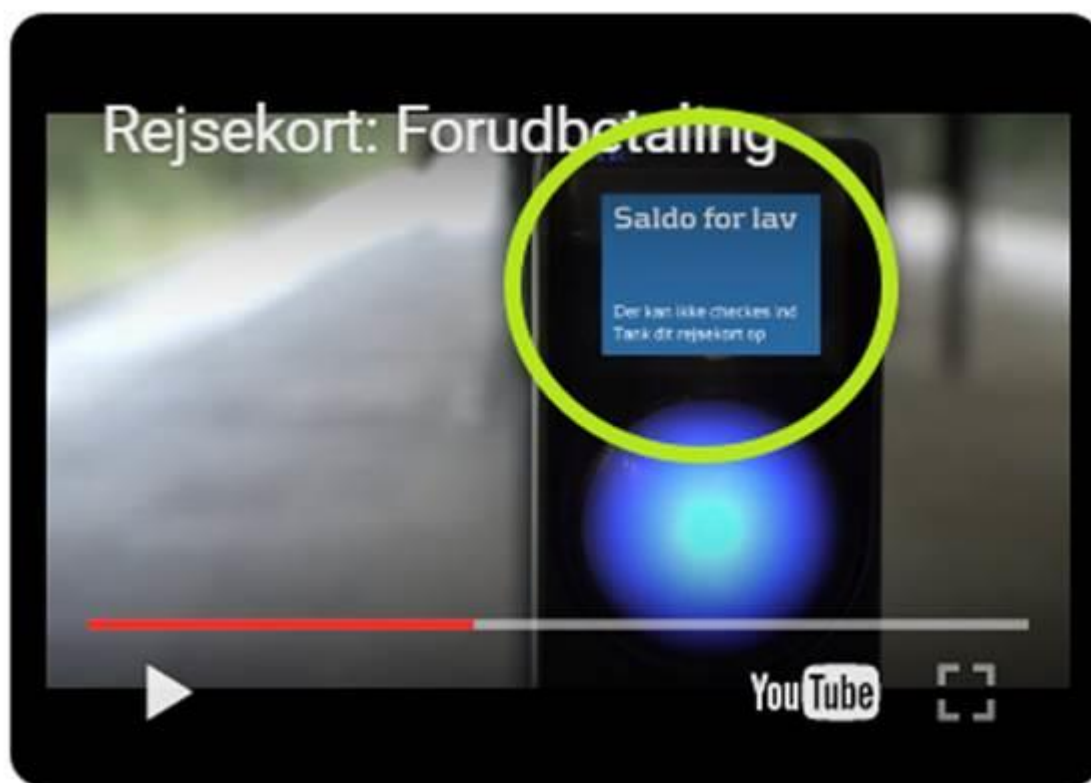 Rejsekort: Forudbetaling
Saldo for lav
Der kan ikke checkes ind
Tank dit rejsekort op
YouTube